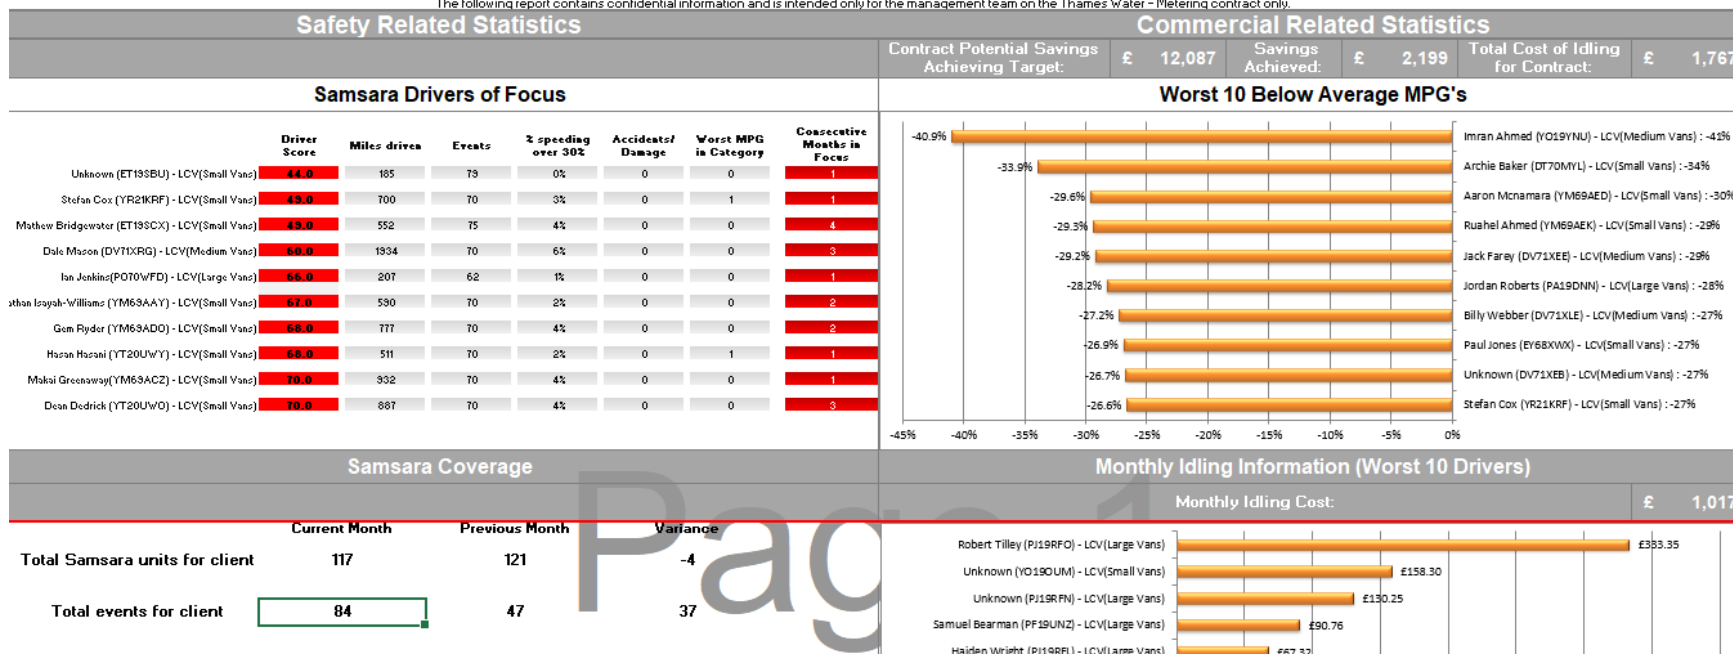 The following report contains confidential information and is intended only for the management team on the Thames Water - Metering contract only.
Safety Related Statistics
Commercial Related Statistics
Contract Potential Savings Achieving Target: £ 12,087 Savings Achieved: £ 2,199 Total Cost of Idling for Contract: £ 1,767
Samsara Drivers of Focus
Driver Score Miles driven Events % speeding over 30% Accidents/ Damage Worst MPG in Category Consecutive Months in Focus
Unknown (ET19SBU) - LCV(Small Vans) 44.0 185 79 0% 0 0 1
Stefan Cox (YR21KRF) - LCV(Small Vans) 49.0 700 70 3% 0 1 1
Mathew Bridgewater (ET19SCX) - LCV(Small Vans) 49.0 552 75 4% 0 0 4
Dale Mason (DV71XRG) - LCV(Medium Vans) 60.0 1934 70 6% 0 0 3
Ian Jenkins(PO70WFD) - LCV(Large Vans) 66.0 207 62 1% 0 0 1
athan Isayah-Williams (YM69AAY) - LCV(Small Vans) 67.0 590 70 2% 0 0 2
Gem Ryder (YM69ADO) - LCV(Small Vans) 68.0 777 70 4% 0 0 2
Hasan Hasani (YT20UWY) - LCV(Small Vans) 68.0 511 70 2% 0 1 1
Makai Greenaway(YM69ACZ) - LCV(Small Vans) 70.0 932 70 4% 0 0 1
Dean Dedrick (YT20UWO) - LCV(Small Vans) 70.0 887 70 4% 0 0 3
Worst 10 Below Average MPG's
-40.9% Imran Ahmed (YO19YNU) - LCV(Medium Vans) : -41%
-33.9% Archie Baker (DT70MYL) - LCV(Small Vans) : -34%
-29.6% Aaron Mcnamara (YM69AED) - LCV(Small Vans) : -30%
-29.3% Ruahel Ahmed (YM69AEK) - LCV(Small Vans) : -29%
-29.2% Jack Farey (DV71XEE) - LCV(Medium Vans) : -29%
-28.2% Jordan Roberts (PA19DNN) - LCV(Large Vans) : -28%
-27.2% Billy Webber (DV71XLE) - LCV(Medium Vans) : -27%
-26.9% Paul Jones (EY68XWX) - LCV(Small Vans) : -27%
-26.7% Unknown (DV71XEB) - LCV(Medium Vans) : -27%
-26.6% Stefan Cox (YR21KRF) - LCV(Small Vans) : -27%
-45% -40% -35% -30% -25% -20% -15% -10% -5% 0%
Samsara Coverage
Current Month Previous Month Variance
Total Samsara units for client 117 121 -4
Total events for client 84 47 37
Page 1
Monthly Idling Information (Worst 10 Drivers)
Monthly Idling Cost: £ 1,017
Robert Tilley (PJ19RFO) - LCV(Large Vans) £333.35
Unknown (YO19OUM) - LCV(Small Vans) £158.30
Unknown (PJ19RFN) - LCV(Large Vans) £130.25
Samuel Bearman (PF19UNZ) - LCV(Large Vans) £90.76
Haiden Wright (PJ19RFL) - LCV(Large Vans) £67.32